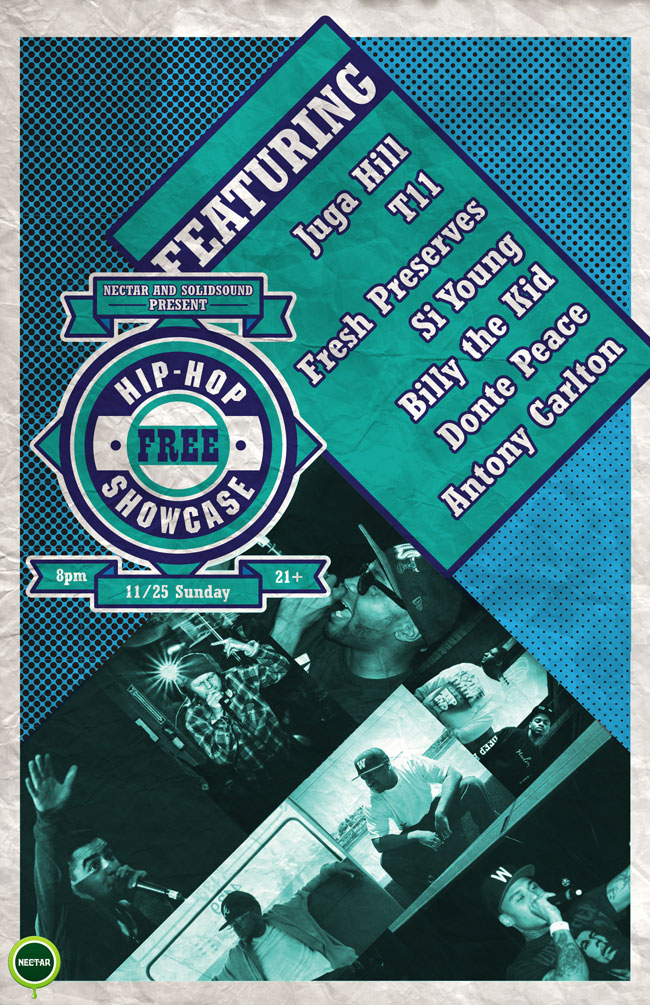 FEATURING
Juga Hill
T11
Fresh Preserves
Si Young
Billy the Kid
Donte Peace
Antony Carlton
NECTAR AND SOLIDSOUND
PRESENT
HIP-HOP
FREE
SHOWCASE
8pm
11/25 Sunday
21+
W
W
NECTAR